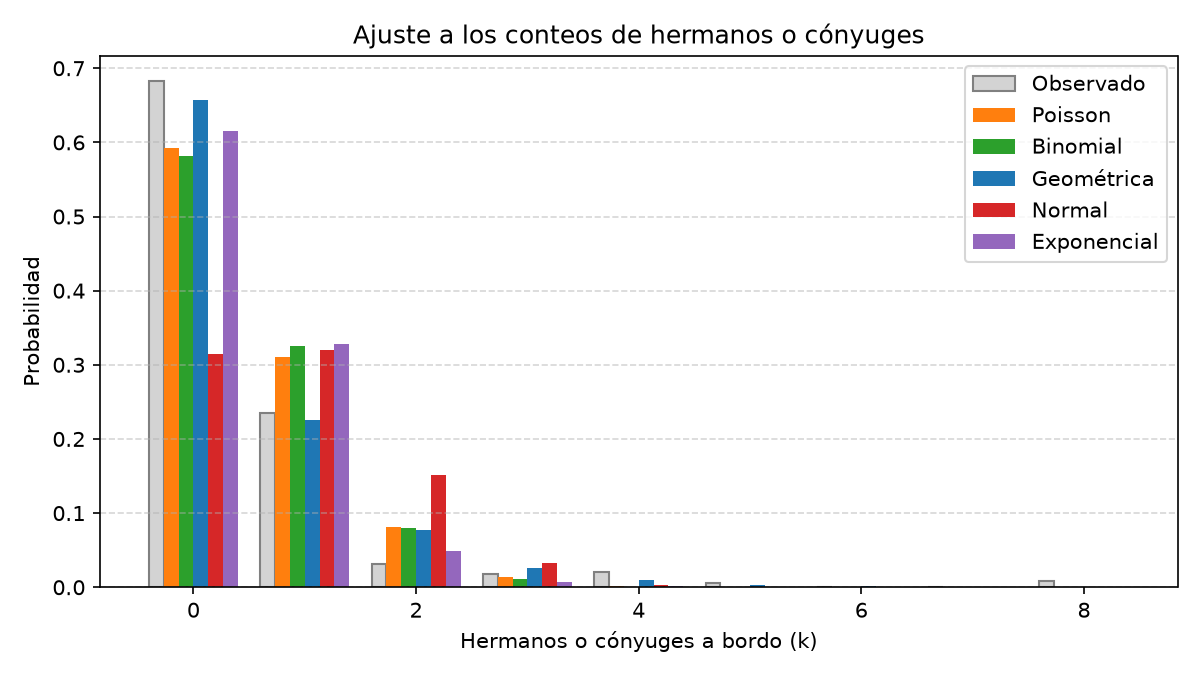 Ajuste a los conteos de hermanos o cónyuges
Probabilidad
0.7
0.6
0.5
0.4
0.3
0.2
0.1
0.0
0 2 4 6 8
Hermanos o cónyuges a bordo (k)
Observado
Poisson
Binomial
Geométrica
Normal
Exponencial